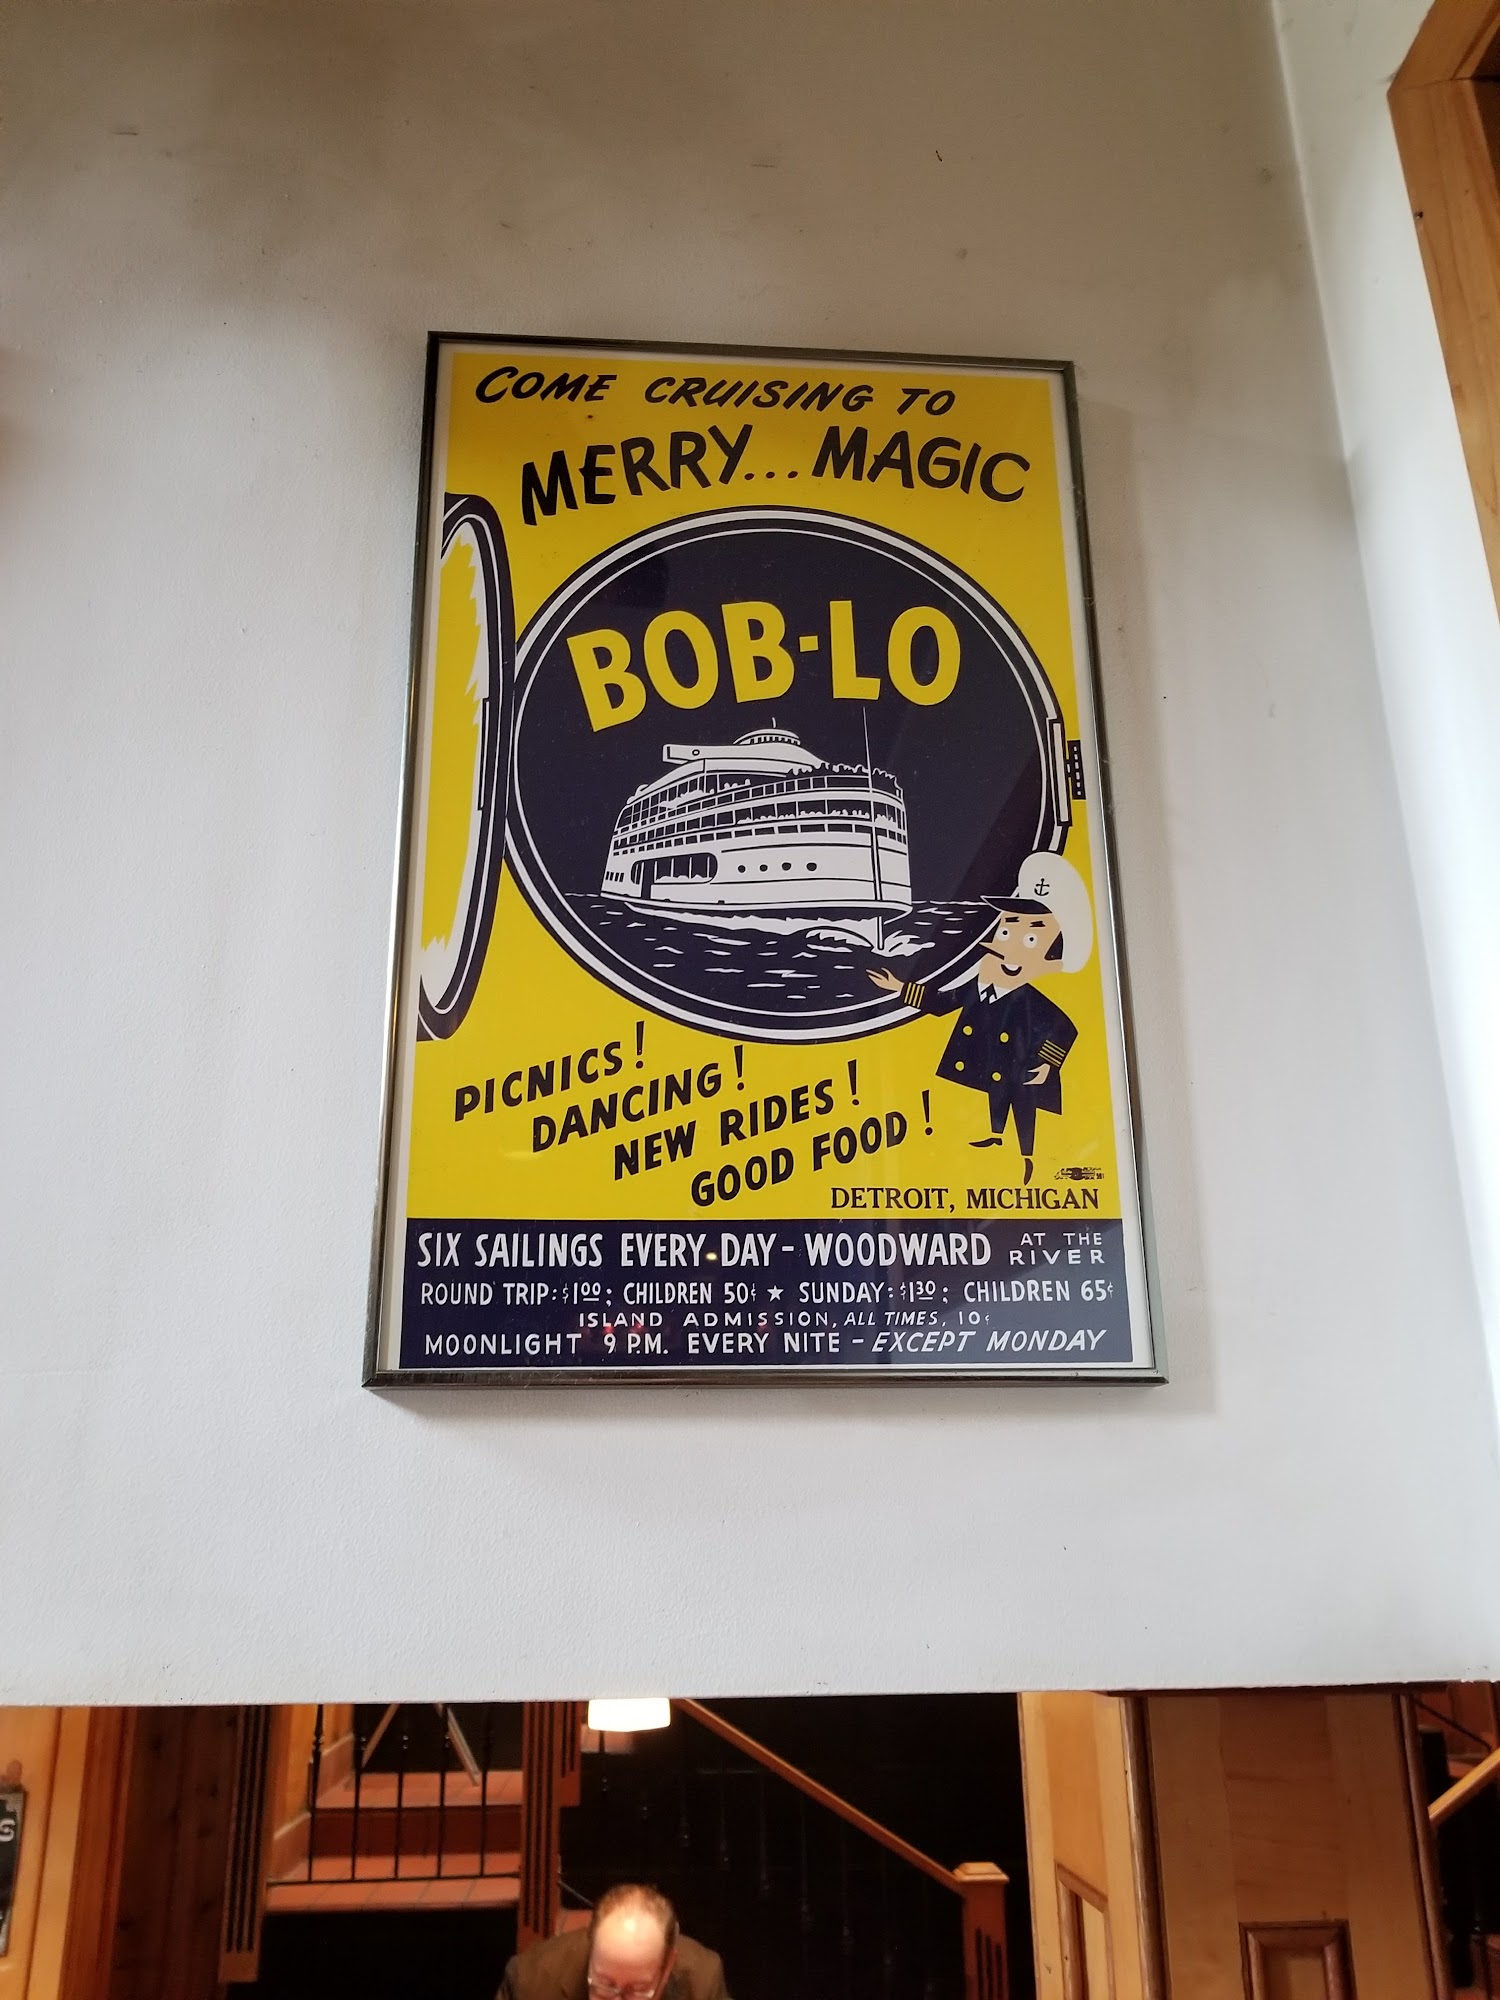 COME CRUISING TO
MERRY... MAGIC
BOB-LO
PICNICS!
DANCING!
NEW RIDES!
GOOD FOOD!
DETROIT, MICHIGAN
SIX SAILINGS EVERY DAY - WOODWARD AT THE RIVER
ROUND TRIP: $1.00; CHILDREN 50¢ ★ SUNDAY: $1.30; CHILDREN 65¢
ISLAND ADMISSION, ALL TIMES, 10¢
MOONLIGHT 9 P.M. EVERY NITE - EXCEPT MONDAY